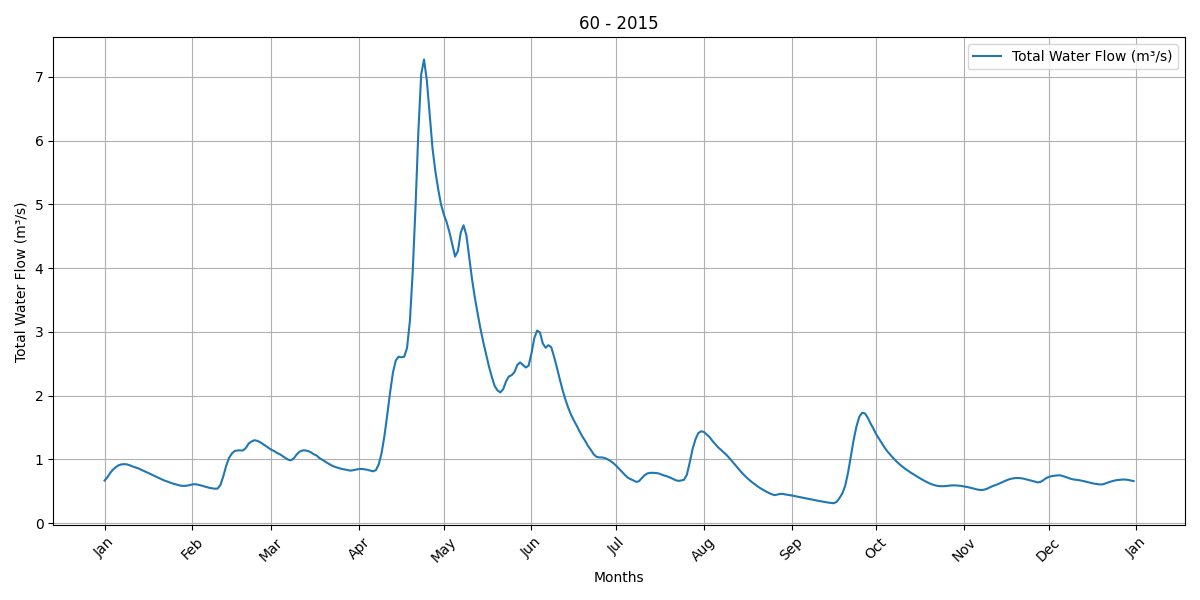 60 - 2015
Total Water Flow (m³/s)
Total Water Flow (m³/s)
7
6
5
4
3
2
1
0
Jan
Feb
Mar
Apr
May
Jun
Jul
Aug
Sep
Oct
Nov
Dec
Jan
Months